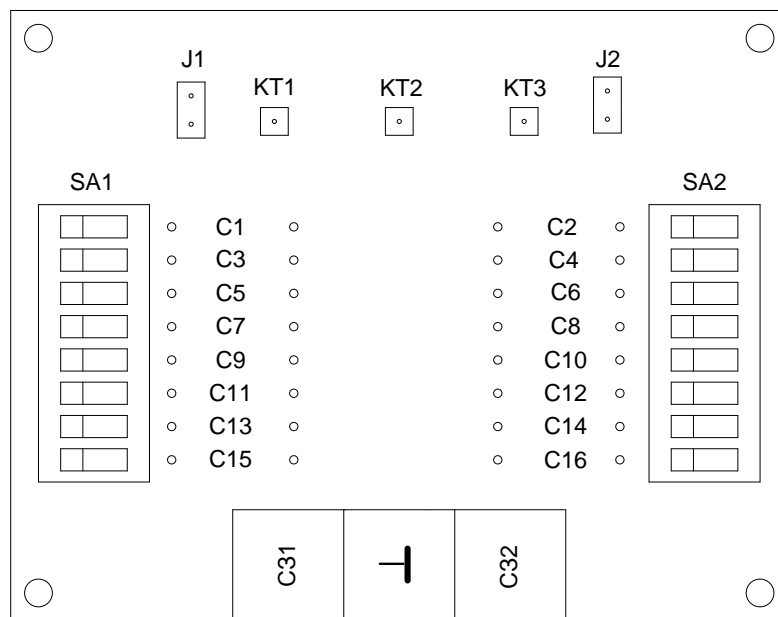 J1 J2
KT1 KT2 KT3
SA1 SA2
C1 C2
C3 C4
C5 C6
C7 C8
C9 C10
C11 C12
C13 C14
C15 C16
C31 C32